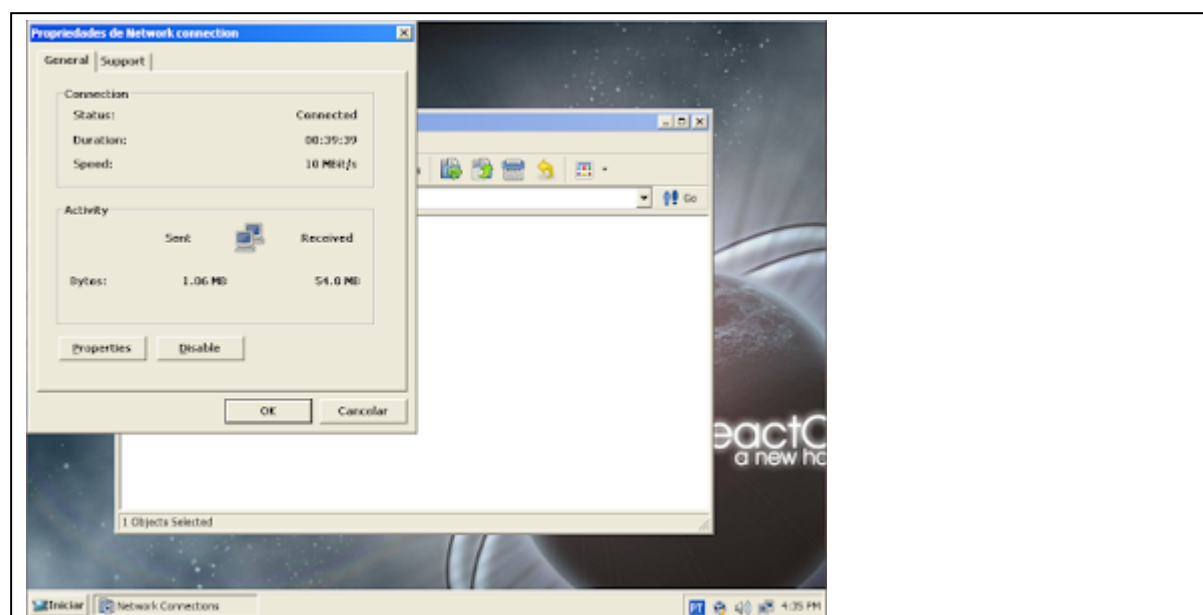 Propriedades de Network connection
General Support
Connection
Status: Connected
Duration: 00:39:39
Speed: 10 MBit/s
Go
Activity
Sent Received
Bytes: 1.06 MB 54.0 MB
Properties Disable
OK Cancelar
eactO
a new ho
1 Objects Selected
Iniciar Network Connections PT 4:35 PM